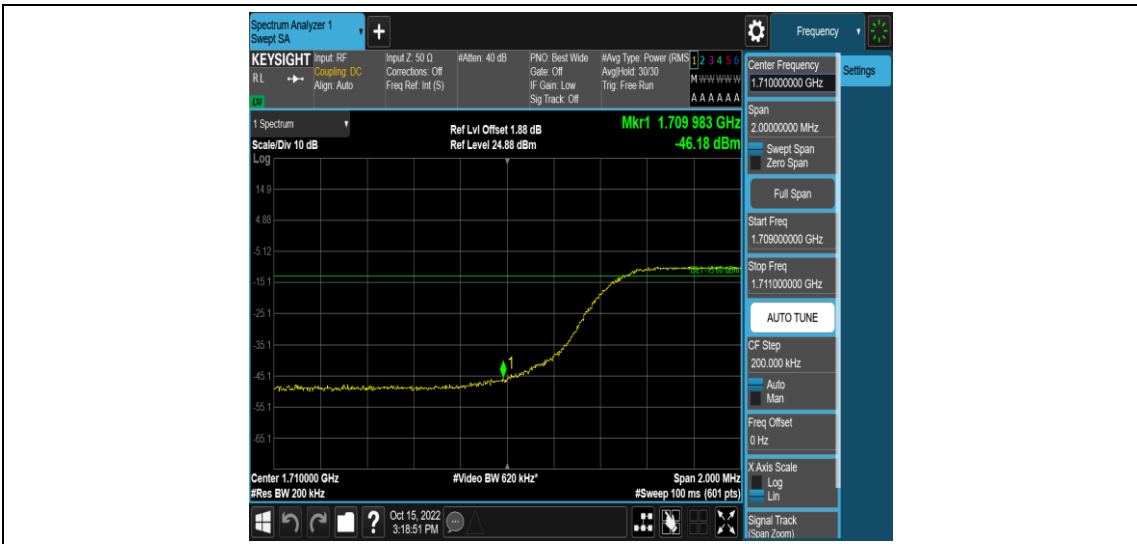 Spectrum Analyzer 1
Swept SA
+
Frequency
KEYSIGHT
RL
LXI
Input: RF
Coupling: DC
Align: Auto
Input Z: 50 Ω
Corrections: Off
Freq Ref: Int (S)
#Atten: 40 dB
PNO: Best Wide
Gate: Off
IF Gain: Low
Sig Track: Off
#Avg Type: Power (RMS
Avg|Hold: 30/30
Trig: Free Run
1 2 3 4 5 6
M W W W W W
A A A A A A
1 Spectrum
Scale/Div 10 dB
Log
Ref Lvl Offset 1.88 dB
Ref Level 24.88 dBm
Mkr1 1.709 983 GHz
-46.18 dBm
14.9
4.88
-5.12
-15.1
-25.1
-35.1
-45.1
-55.1
-65.1
1
Center 1.710000 GHz
#Res BW 200 kHz
#Video BW 620 kHz*
Span 2.000 MHz
#Sweep 100 ms (601 pts)
?
Oct 15, 2022
3:18:51 PM
Center Frequency
1.710000000 GHz
Settings
Span
2.00000000 MHz
Swept Span
Zero Span
Full Span
Start Freq
1.709000000 GHz
Stop Freq
1.711000000 GHz
AUTO TUNE
CF Step
200.000 kHz
Auto
Man
Freq Offset
0 Hz
X Axis Scale
Log
Lin
Signal Track
(Span Zoom)